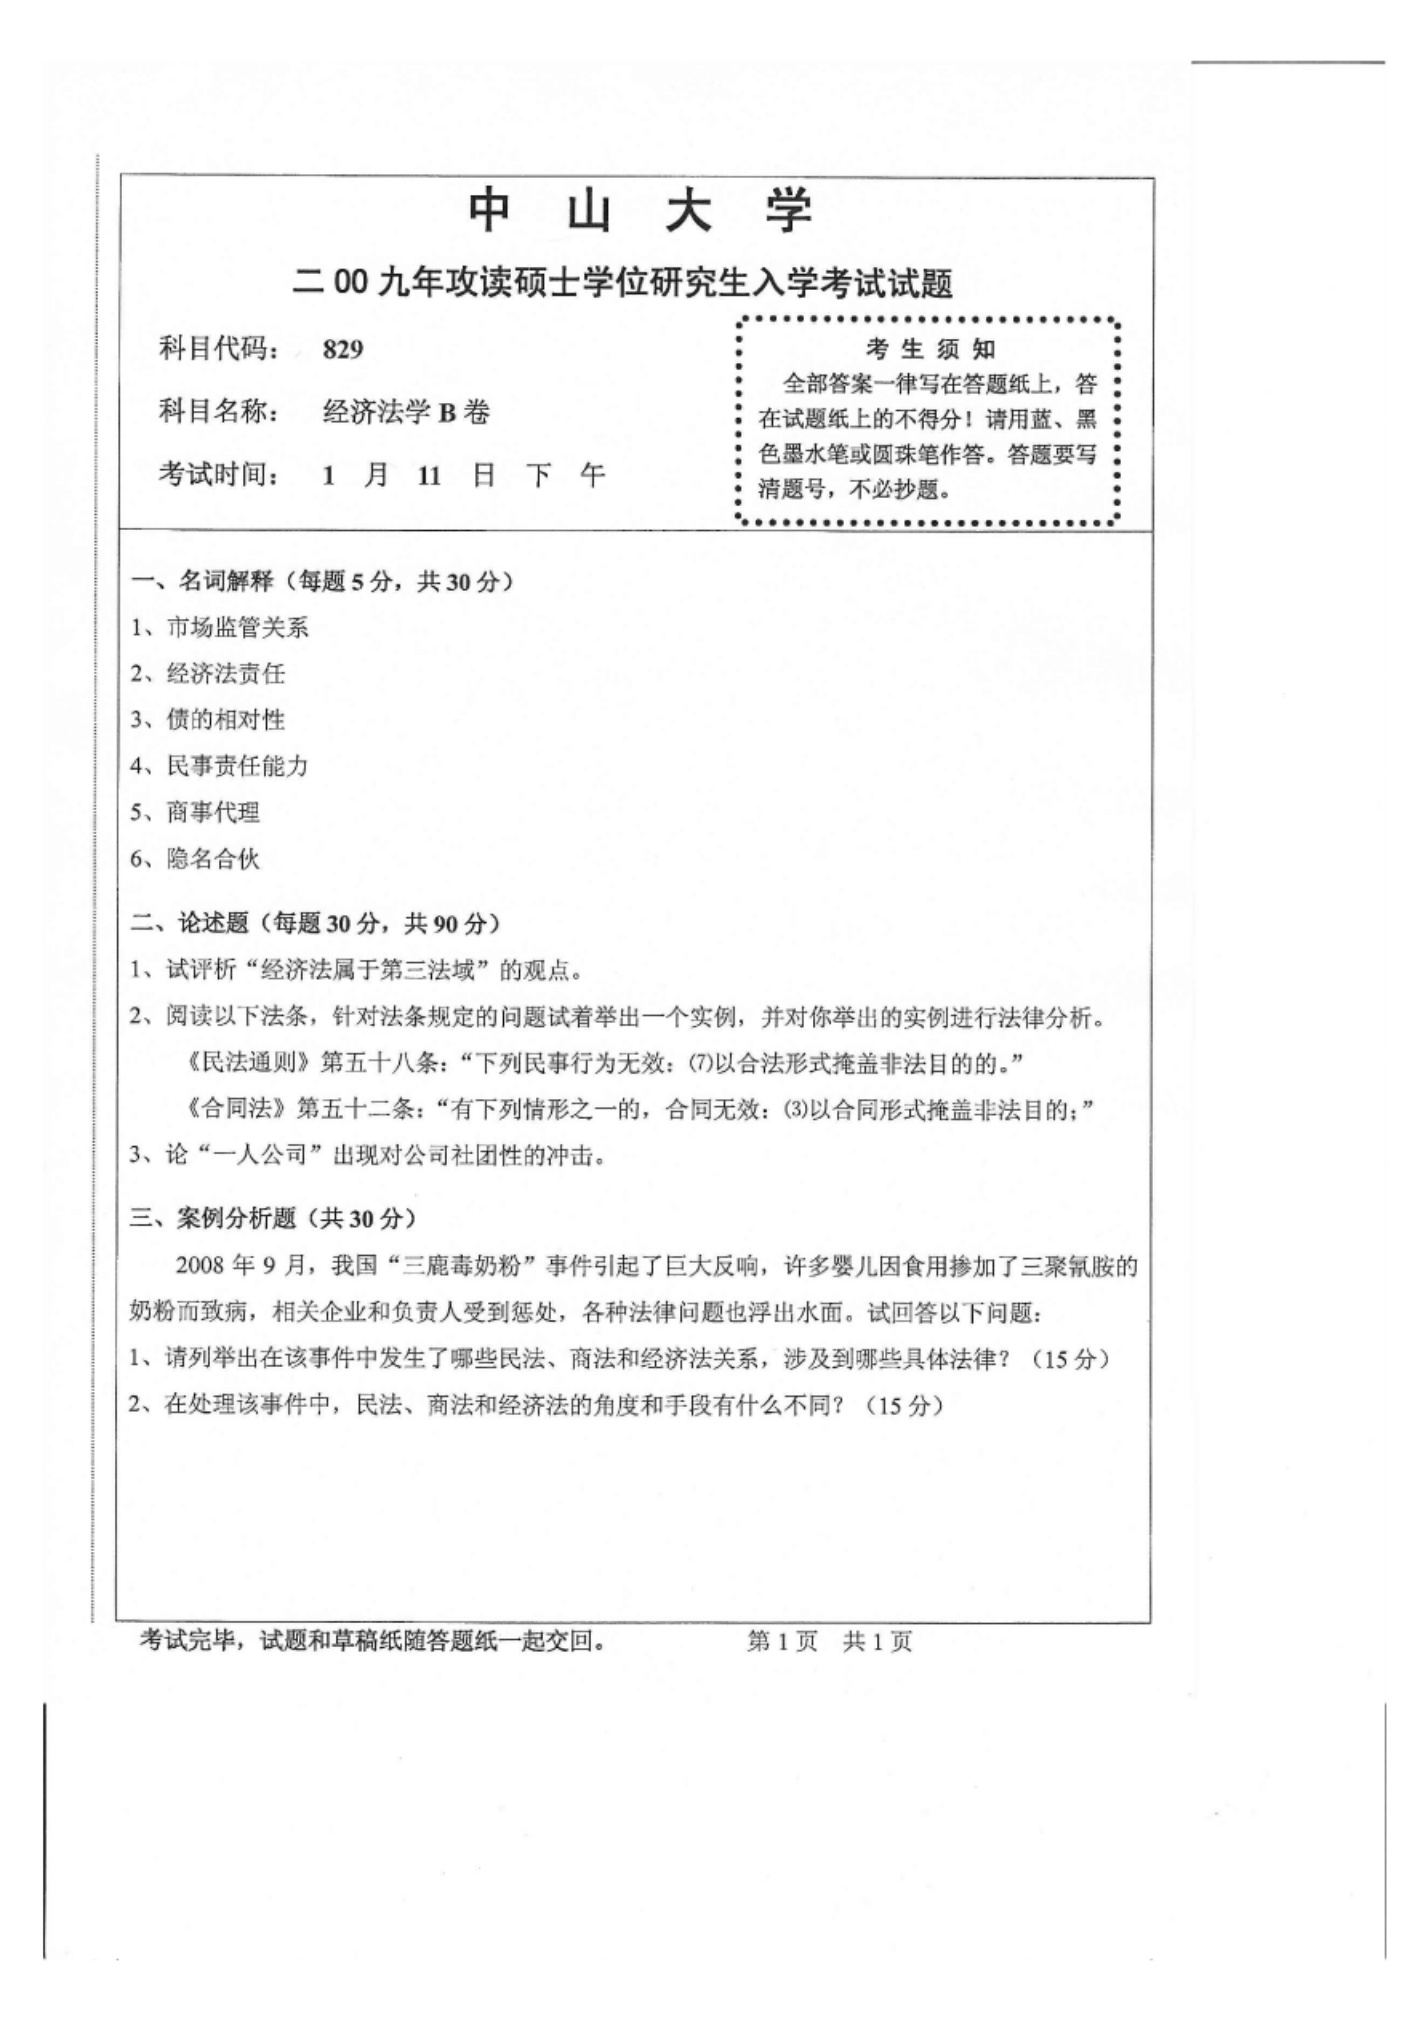 中 山 大 学
二00九年攻读硕士学位研究生入学考试试题
科目代码： 829
科目名称： 经济法学 B 卷
考试时间： 1 月 11 日 下 午
考 生 须 知
全部答案一律写在答题纸上，答
在试题纸上的不得分！请用蓝、黑
色墨水笔或圆珠笔作答。答题要写
清题号，不必抄题。
一、名词解释（每题 5 分，共 30 分）
1、市场监管关系
2、经济法责任
3、债的相对性
4、民事责任能力
5、商事代理
6、隐名合伙
二、论述题（每题 30 分，共 90 分）
1、试评析“经济法属于第三法域”的观点。
2、阅读以下法条，针对法条规定的问题试着举出一个实例，并对你举出的实例进行法律分析。
《民法通则》第五十八条：“下列民事行为无效：⑺以合法形式掩盖非法目的的。”
《合同法》第五十二条：“有下列情形之一的，合同无效：⑶以合同形式掩盖非法目的；”
3、论“一人公司”出现对公司社团性的冲击。
三、案例分析题（共 30 分）
2008 年 9 月，我国“三鹿毒奶粉”事件引起了巨大反响，许多婴儿因食用掺加了三聚氰胺的
奶粉而致病，相关企业和负责人受到惩处，各种法律问题也浮出水面。试回答以下问题：
1、请列举出在该事件中发生了哪些民法、商法和经济法关系，涉及到哪些具体法律？（15 分）
2、在处理该事件中，民法、商法和经济法的角度和手段有什么不同？（15 分）
考试完毕，试题和草稿纸随答题纸一起交回。 第 1 页 共 1 页